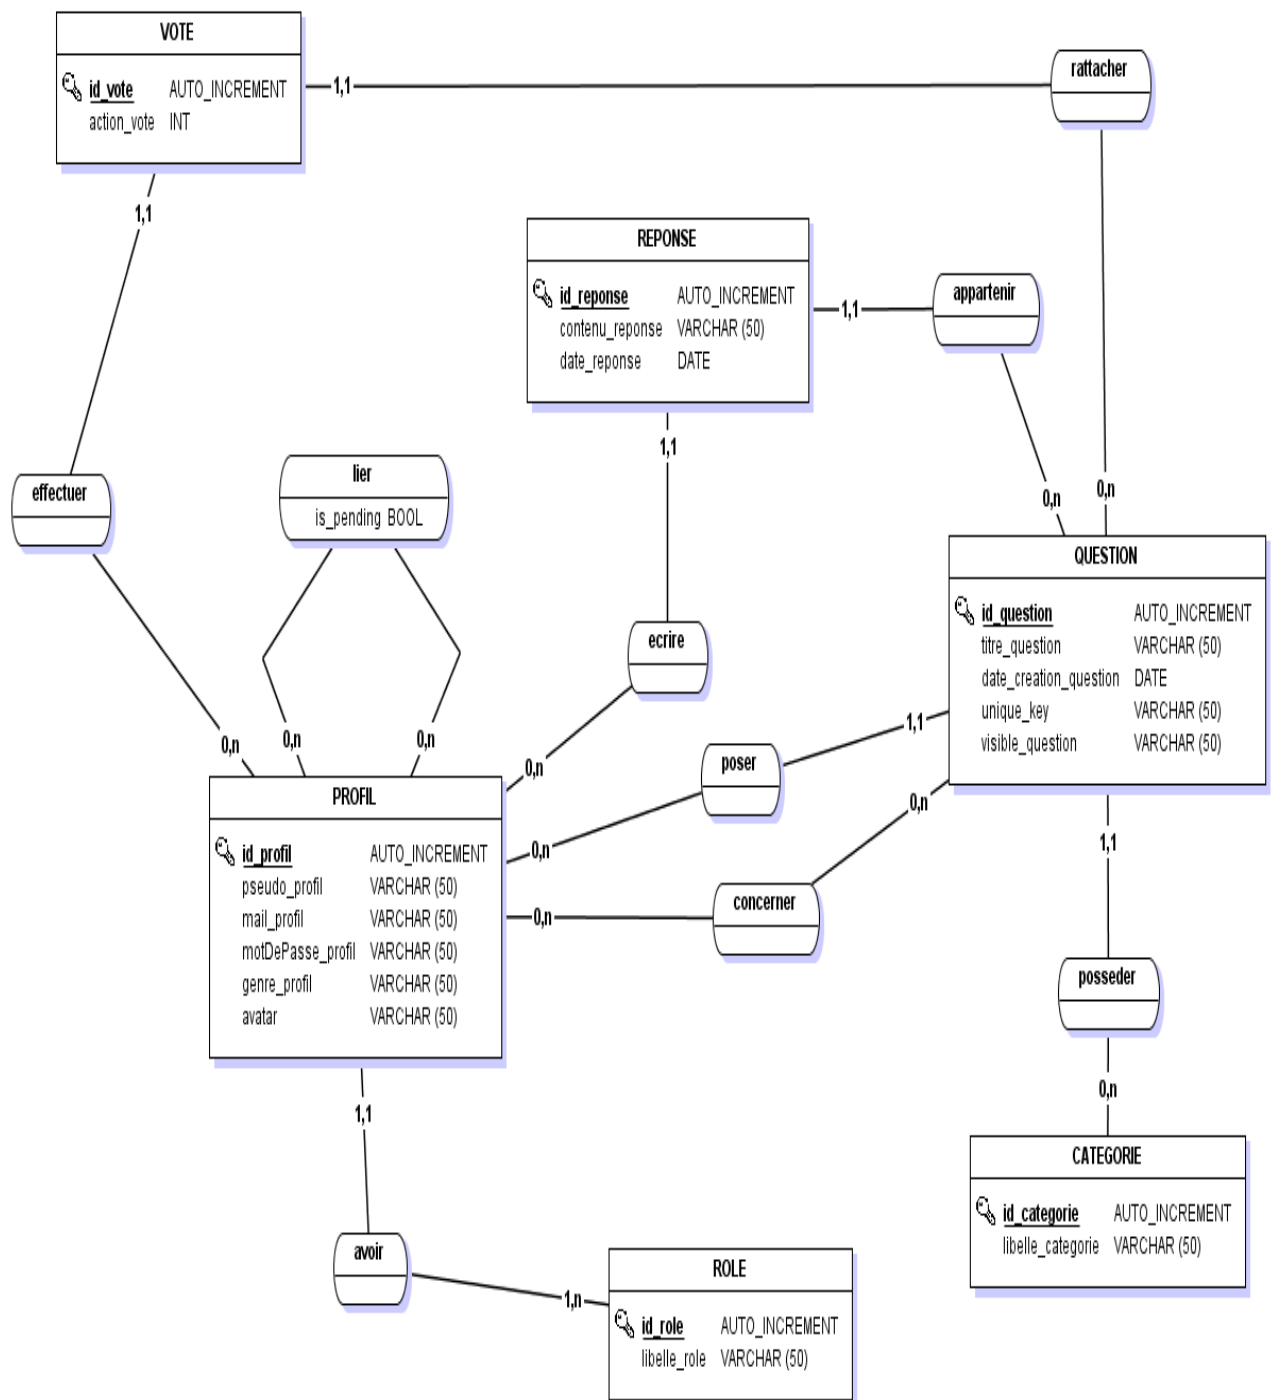 VOTE
id_vote AUTO_INCREMENT
action_vote INT
1,1
rattacher
1,1
REPONSE
id_reponse AUTO_INCREMENT
contenu_reponse VARCHAR (50)
date_reponse DATE
1,1
appartenir
1,1
effectuer
lier
is_pending BOOL
0,n
0,n
QUESTION
id_question AUTO_INCREMENT
titre_question VARCHAR (50)
date_creation_question DATE
unique_key VARCHAR (50)
visible_question VARCHAR (50)
ecrire
0,n
0,n
0,n
0,n
poser
1,1
0,n
0,n
concerner
0,n
PROFIL
id_profil AUTO_INCREMENT
pseudo_profil VARCHAR (50)
mail_profil VARCHAR (50)
motDePasse_profil VARCHAR (50)
genre_profil VARCHAR (50)
avatar VARCHAR (50)
1,1
posseder
0,n
1,1
avoir
1,n
CATEGORIE
id_categorie AUTO_INCREMENT
libelle_categorie VARCHAR (50)
ROLE
id_role AUTO_INCREMENT
libelle_role VARCHAR (50)